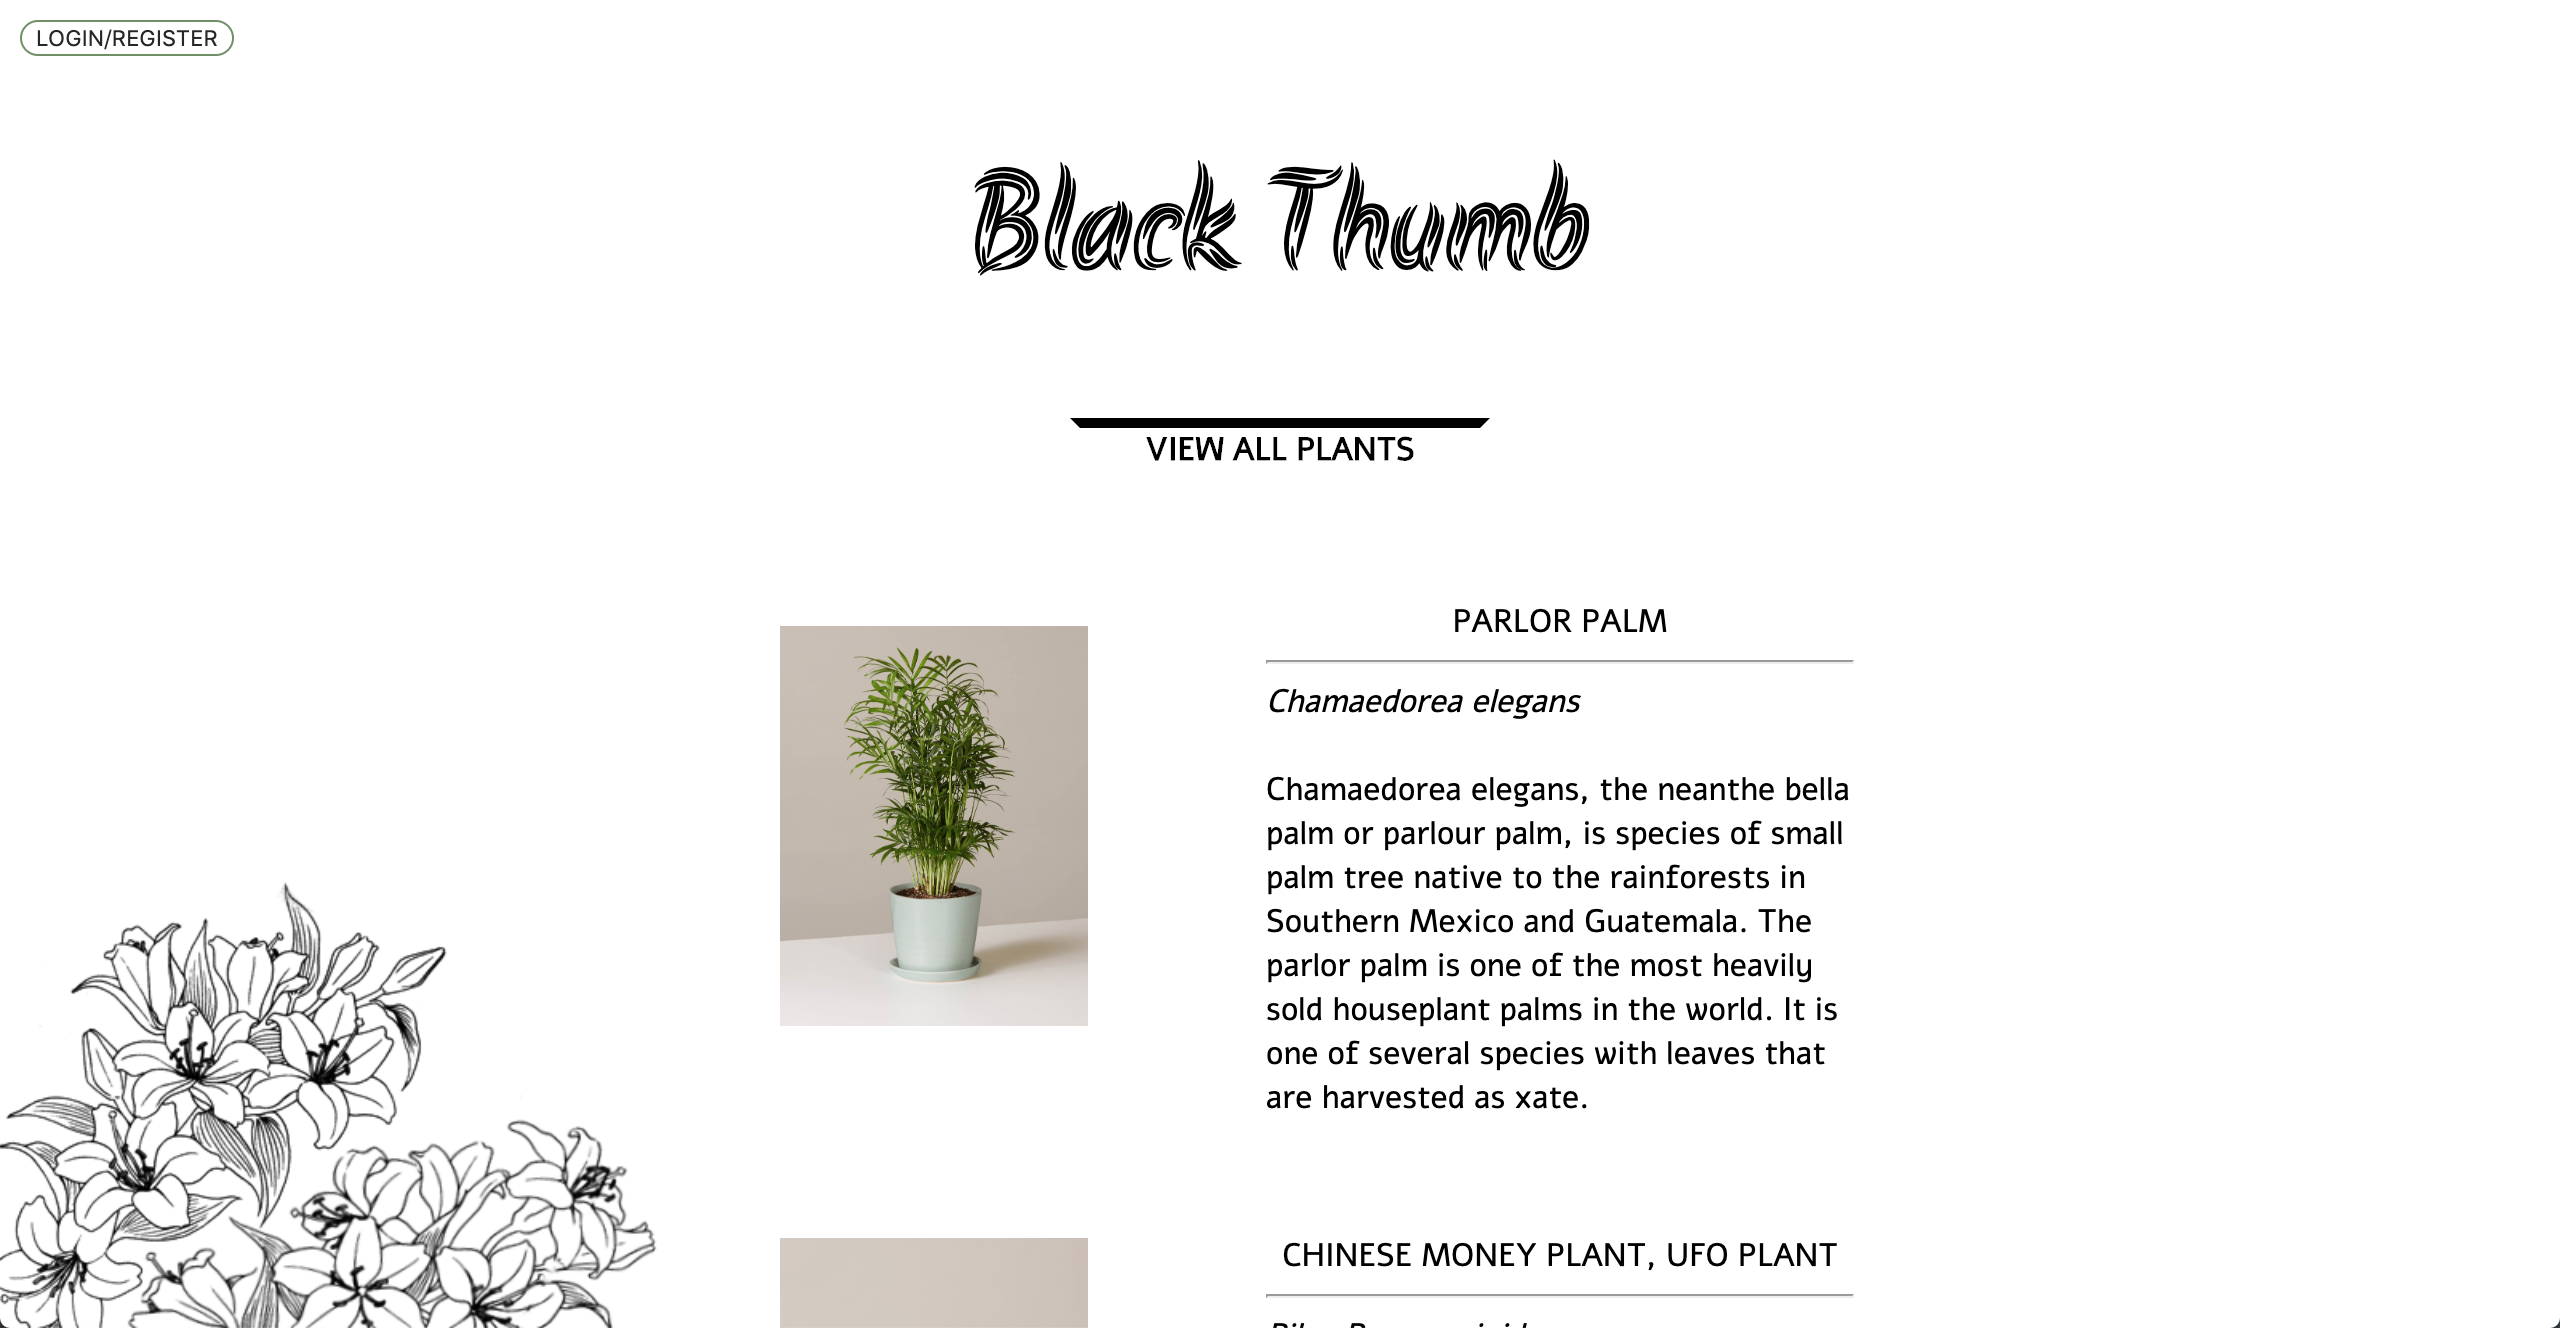 LOGIN/REGISTER
Black Thumb
VIEW ALL PLANTS
PARLOR PALM
Chamaedorea elegans
Chamaedorea elegans, the neanthe bella
palm or parlour palm, is species of small
palm tree native to the rainforests in
Southern Mexico and Guatemala. The
parlor palm is one of the most heavily
sold houseplant palms in the world. It is
one of several species with leaves that
are harvested as xate.
CHINESE MONEY PLANT, UFO PLANT